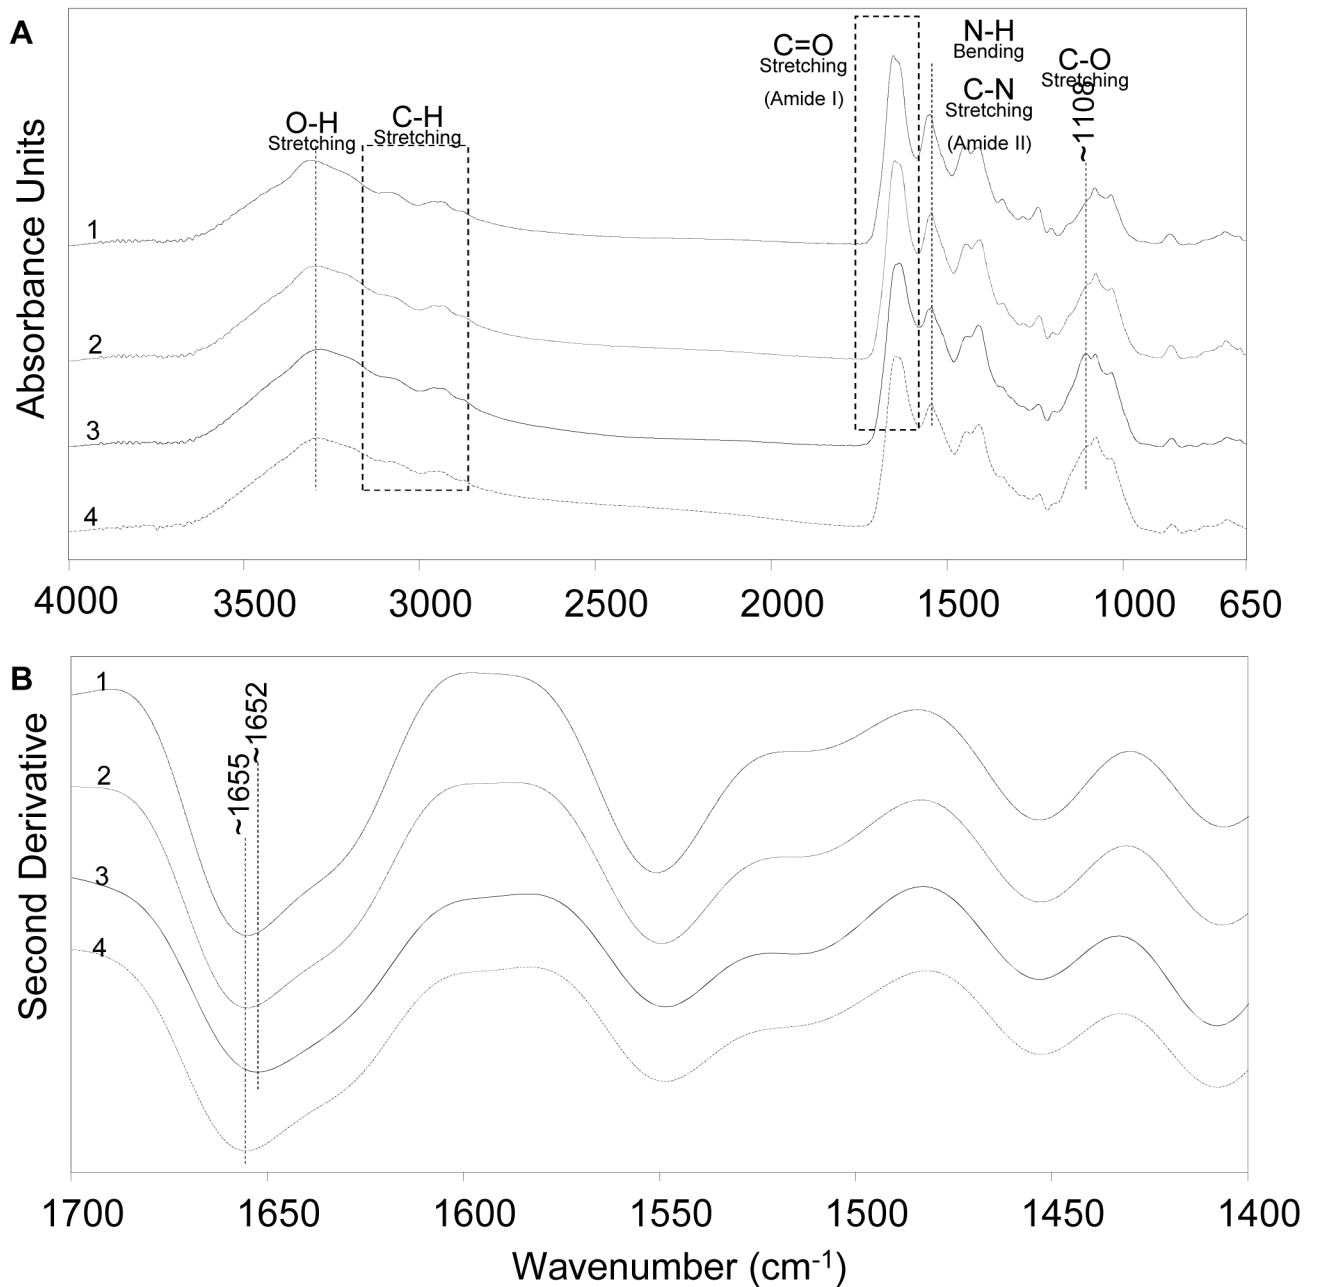 A
Absorbance Units
O-H
Stretching
C-H
Stretching
C=O
Stretching
(Amide I)
N-H
Bending
C-N
Stretching
(Amide II)
C-O
Stretching
~1108
1
2
3
4
4000 3500 3000 2500 2000 1500 1000 650
B
Second Derivative
1
2
3
4
~1655
~1652
1700 1650 1600 1550 1500 1450 1400
Wavenumber (cm-1)